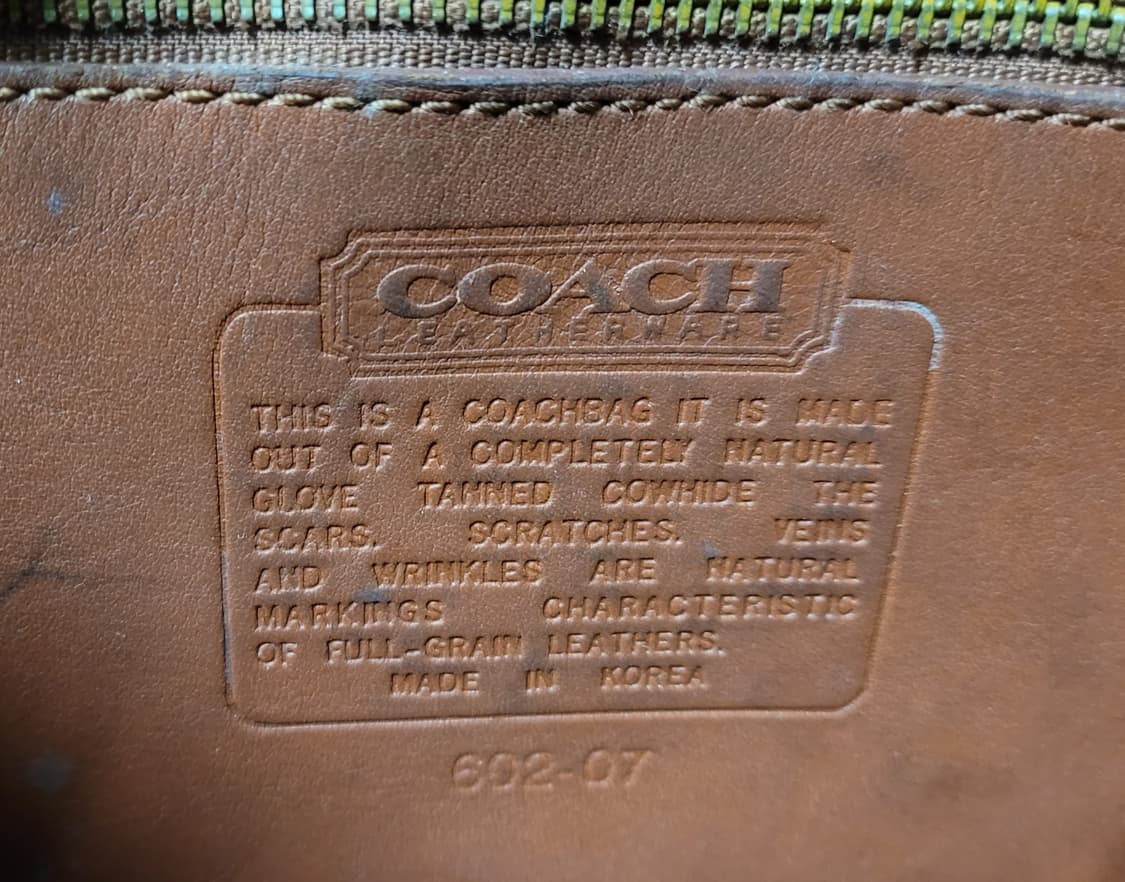 COACH
LEATHERWARE
THIS IS A COACHBAG IT IS MADE
OUT OF A COMPLETELY NATURAL
GLOVE TANNED COWHIDE THE
SCARS. SCRATCHES. VEINS
AND WRINKLES ARE NATURAL
MARKINGS CHARACTERISTIC
OF FULL-GRAIN LEATHERS.
MADE IN KOREA
602-07